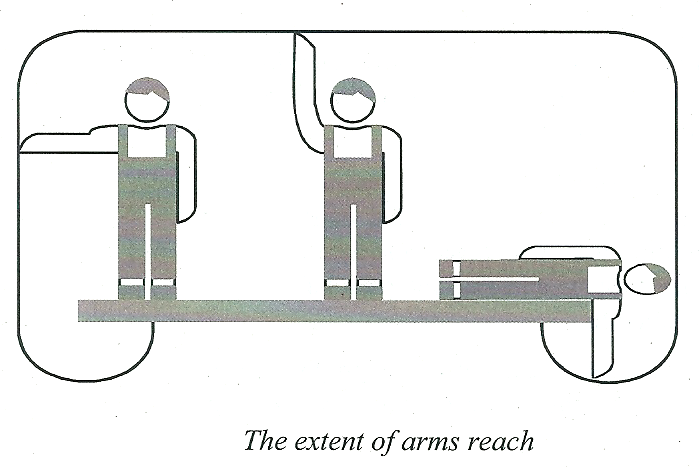 The extent of arms reach